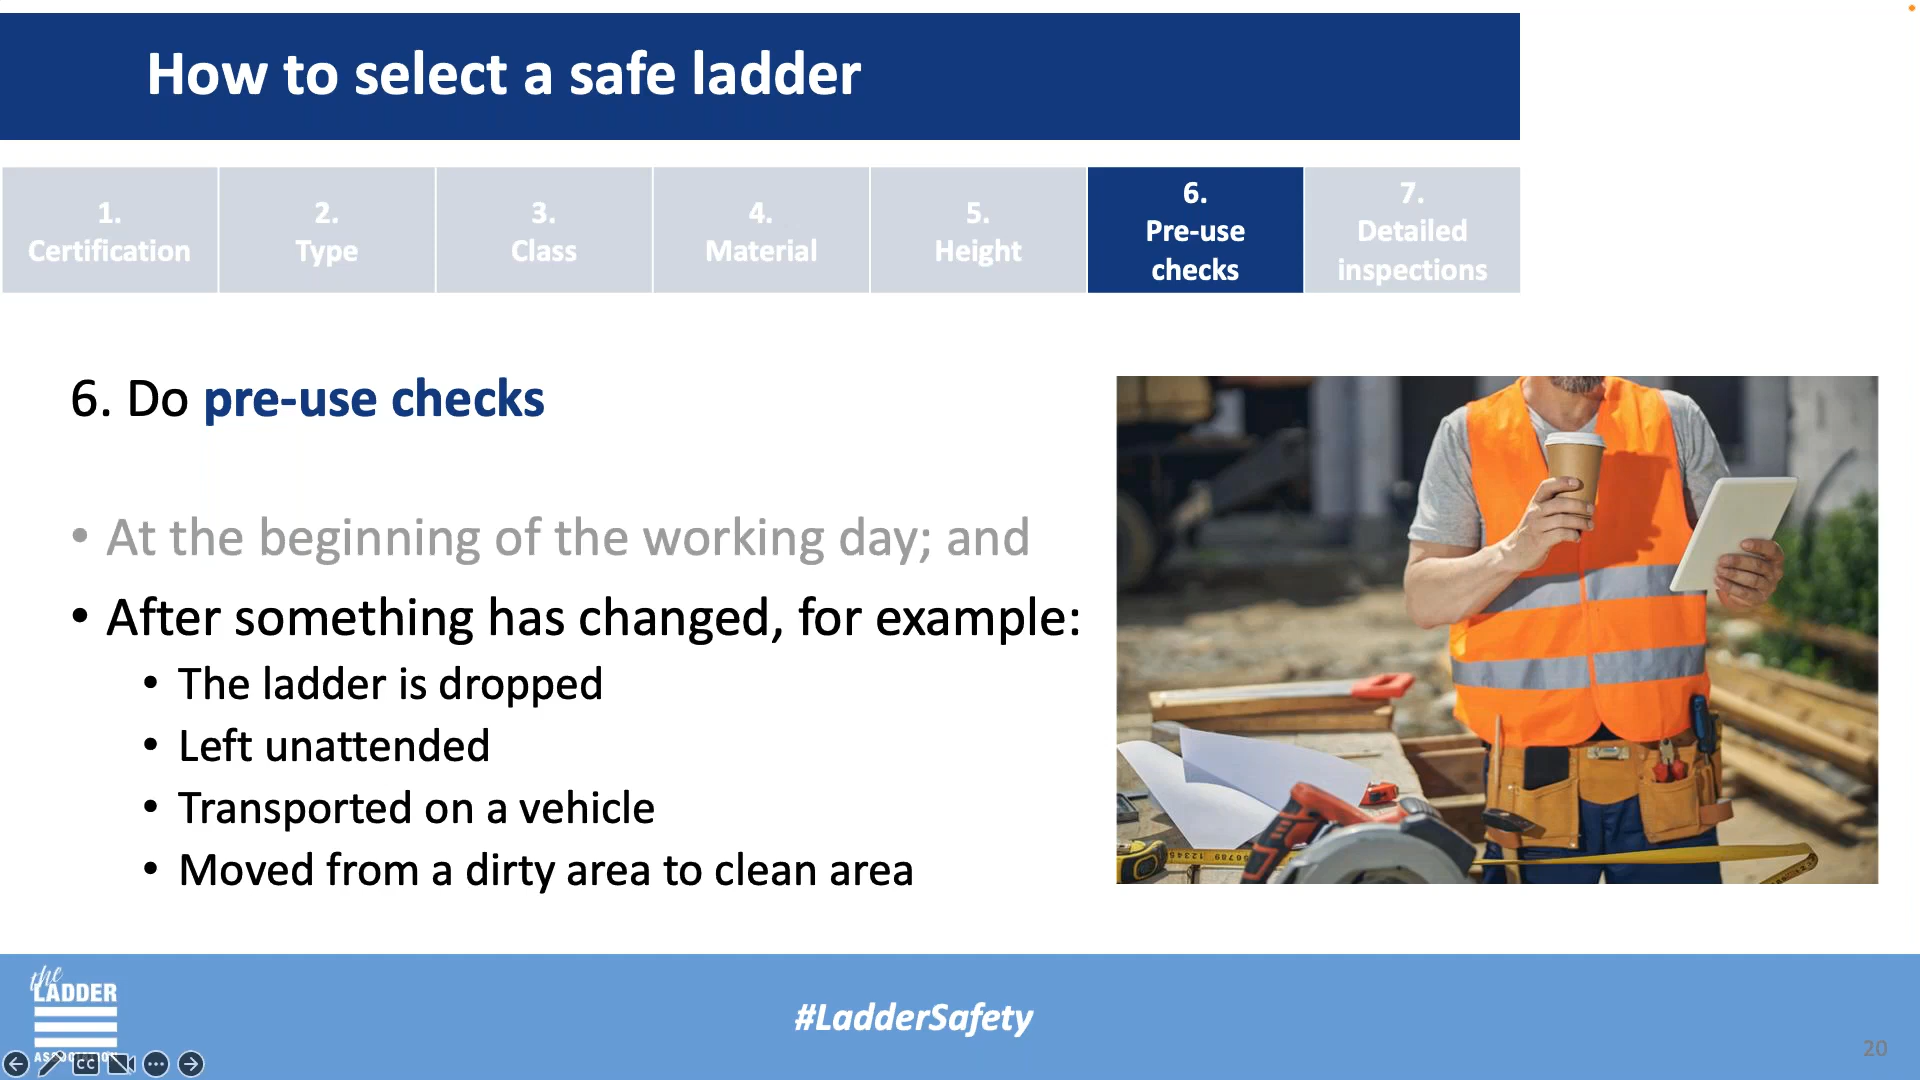 How to select a safe ladder
1.
Certification
2.
Type
3.
Class
4.
Material
5.
Height
6.
Pre-use
checks
7.
Detailed
inspections
6. Do pre-use checks
• At the beginning of the working day; and
• After something has changed, for example:
• The ladder is dropped
• Left unattended
• Transported on a vehicle
• Moved from a dirty area to clean area
the
LADDER
ASSOCIATION
CC
#LadderSafety
20